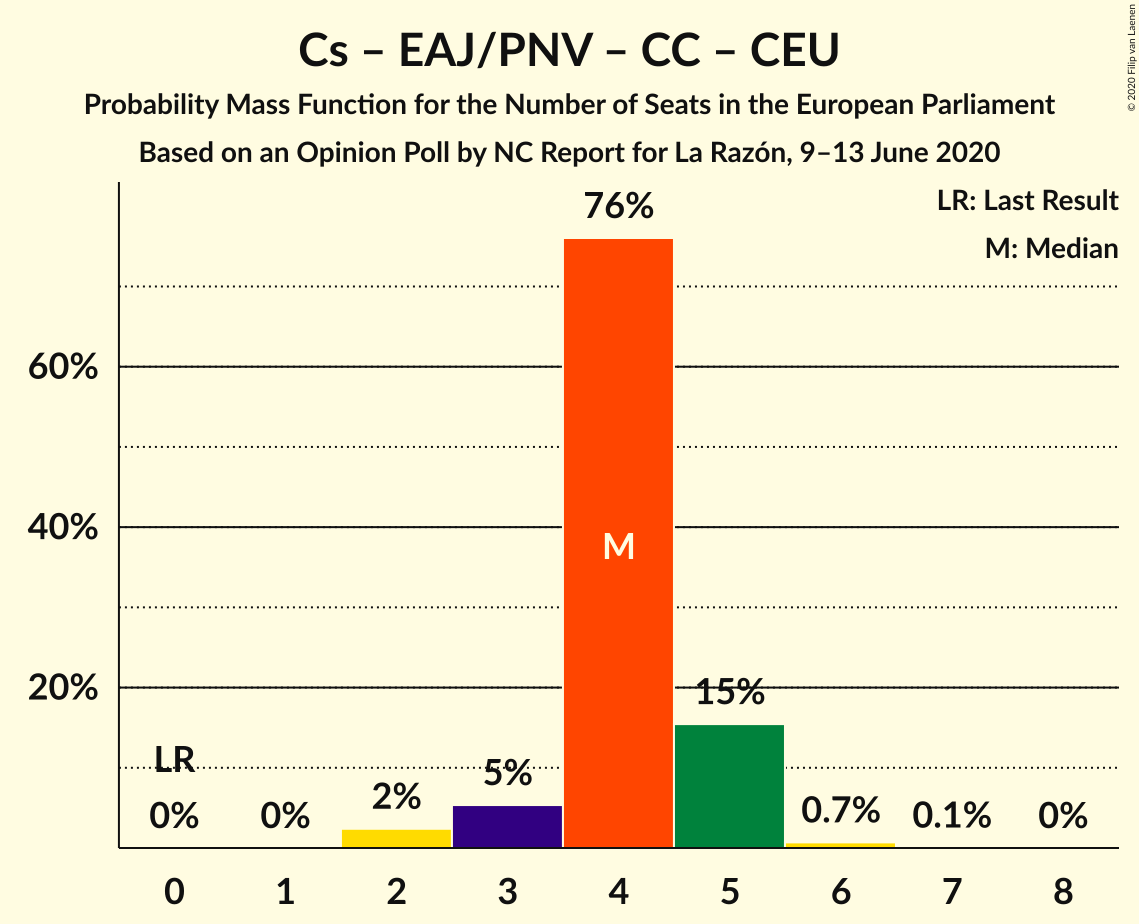 Cs – EAJ/PNV – CC – CEU
Probability Mass Function for the Number of Seats in the European Parliament
Based on an Opinion Poll by NC Report for La Razón, 9–13 June 2020
© 2020 Filip van Laenen
LR: Last Result
M: Median
76%
60%
40%
20%
M
15%
LR
5%
2%
0%
0%
0.7%
0.1%
0%
0 1 2 3 4 5 6 7 8